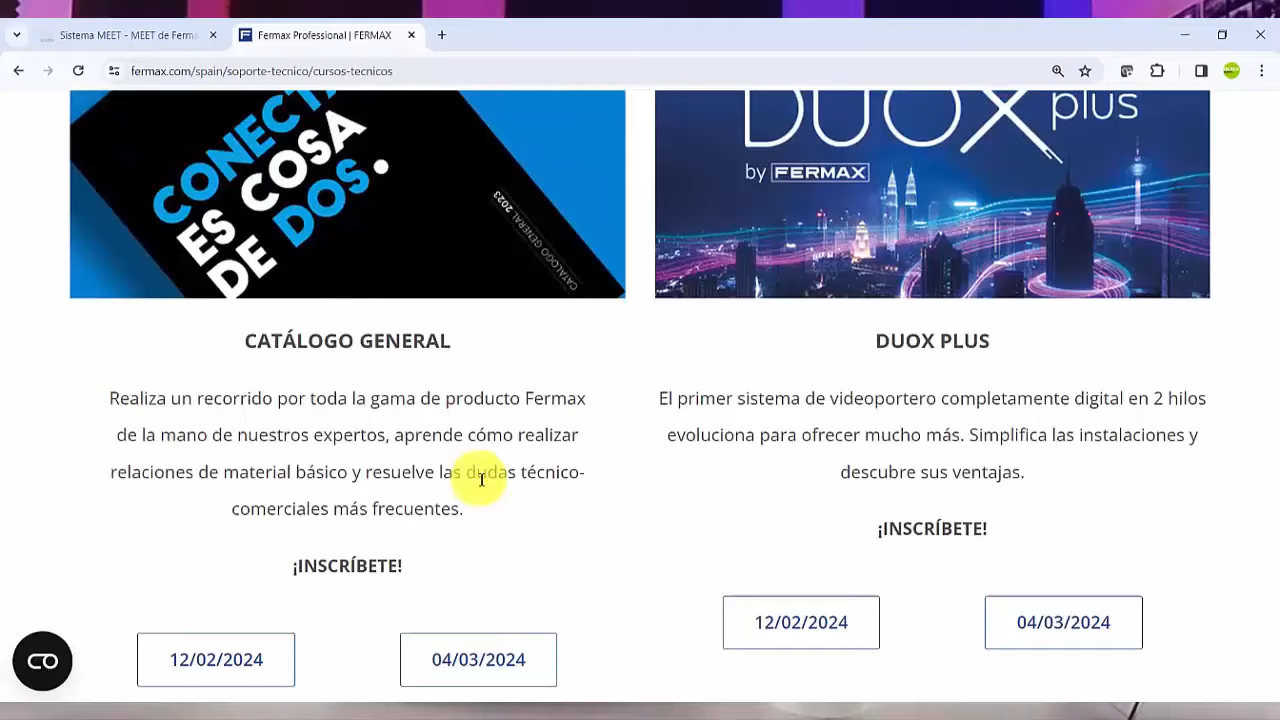 Sistema MEET - MEET de Ferma
Fermax Professional | FERMAX
fermax.com/spain/soporte-tecnico/cursos-tecnicos
CONECTA
ES COSA
DE DOS.
CATÁLOGO GENERAL 2023
DUOX plus
by FERMAX
CATÁLOGO GENERAL
Realiza un recorrido por toda la gama de producto Fermax
de la mano de nuestros expertos, aprende cómo realizar
relaciones de material básico y resuelve las dudas técnico-
comerciales más frecuentes.
¡INSCRÍBETE!
12/02/2024
04/03/2024
DUOX PLUS
El primer sistema de videoportero completamente digital en 2 hilos
evoluciona para ofrecer mucho más. Simplifica las instalaciones y
descubre sus ventajas.
¡INSCRÍBETE!
12/02/2024
04/03/2024